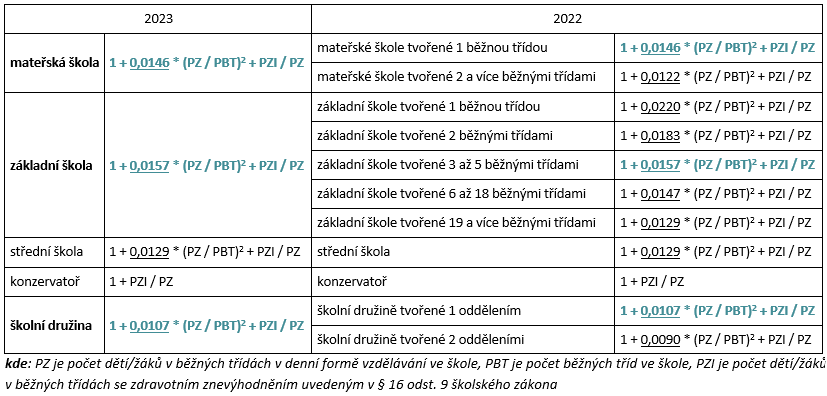 2023 2022
mateřská škola 1 + 0,0146 * (PZ / PBT)² + PZI / PZ mateřské škole tvořené 1 běžnou třídou 1 + 0,0146 * (PZ / PBT)² + PZI / PZ
mateřské škole tvořené 2 a více běžnými třídami 1 + 0,0122 * (PZ / PBT)² + PZI / PZ
základní škola 1 + 0,0157 * (PZ / PBT)² + PZI / PZ základní škole tvořené 1 běžnou třídou 1 + 0,0220 * (PZ / PBT)² + PZI / PZ
základní škole tvořené 2 běžnými třídami 1 + 0,0183 * (PZ / PBT)² + PZI / PZ
základní škole tvořené 3 až 5 běžnými třídami 1 + 0,0157 * (PZ / PBT)² + PZI / PZ
základní škole tvořené 6 až 18 běžnými třídami 1 + 0,0147 * (PZ / PBT)² + PZI / PZ
základní škole tvořené 19 a více běžnými třídami 1 + 0,0129 * (PZ / PBT)² + PZI / PZ
střední škola 1 + 0,0129 * (PZ / PBT)² + PZI / PZ střední škola 1 + 0,0129 * (PZ / PBT)² + PZI / PZ
konzervatoř 1 + PZI / PZ konzervatoř 1 + PZI / PZ
školní družina 1 + 0,0107 * (PZ / PBT)² + PZI / PZ školní družině tvořené 1 oddělením 1 + 0,0107 * (PZ / PBT)² + PZI / PZ
školní družině tvořené 2 odděleními 1 + 0,0090 * (PZ / PBT)² + PZI / PZ
kde: PZ je počet dětí/žáků v běžných třídách v denní formě vzdělávání ve škole, PBT je počet běžných tříd ve škole, PZI je počet dětí/žáků
v běžných třídách se zdravotním znevýhodněním uvedeným v § 16 odst. 9 školského zákona